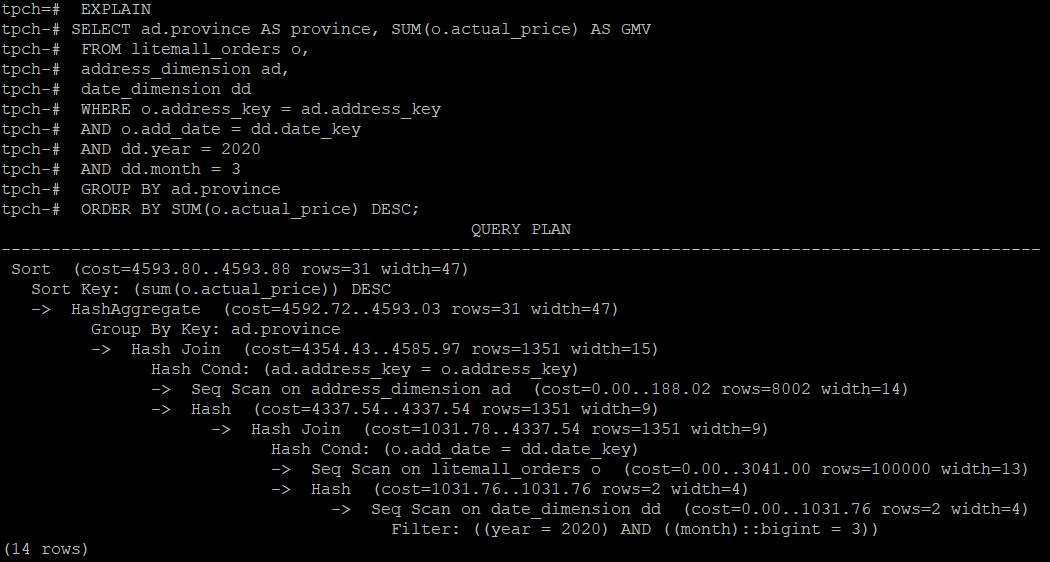 tpch=#  EXPLAIN
tpch-# SELECT ad.province AS province, SUM(o.actual_price) AS GMV
tpch-#  FROM litemall_orders o,
tpch-#  address_dimension ad,
tpch-#  date_dimension dd
tpch-#  WHERE o.address_key = ad.address_key
tpch-#  AND o.add_date = dd.date_key
tpch-#  AND dd.year = 2020
tpch-#  AND dd.month = 3
tpch-#  GROUP BY ad.province
tpch-#  ORDER BY SUM(o.actual_price) DESC;
QUERY PLAN
--------------------------------------------------------------------------------------------------------
Sort  (cost=4593.80..4593.88 rows=31 width=47)
Sort Key: (sum(o.actual_price)) DESC
->  HashAggregate  (cost=4592.72..4593.03 rows=31 width=47)
Group By Key: ad.province
->  Hash Join  (cost=4354.43..4585.97 rows=1351 width=15)
Hash Cond: (ad.address_key = o.address_key)
->  Seq Scan on address_dimension ad  (cost=0.00..188.02 rows=8002 width=14)
->  Hash  (cost=4337.54..4337.54 rows=1351 width=9)
->  Hash Join  (cost=1031.78..4337.54 rows=1351 width=9)
Hash Cond: (o.add_date = dd.date_key)
->  Seq Scan on litemall_orders o  (cost=0.00..3041.00 rows=100000 width=13)
->  Hash  (cost=1031.76..1031.76 rows=2 width=4)
->  Seq Scan on date_dimension dd  (cost=0.00..1031.76 rows=2 width=4)
Filter: ((year = 2020) AND ((month)::bigint = 3))
(14 rows)